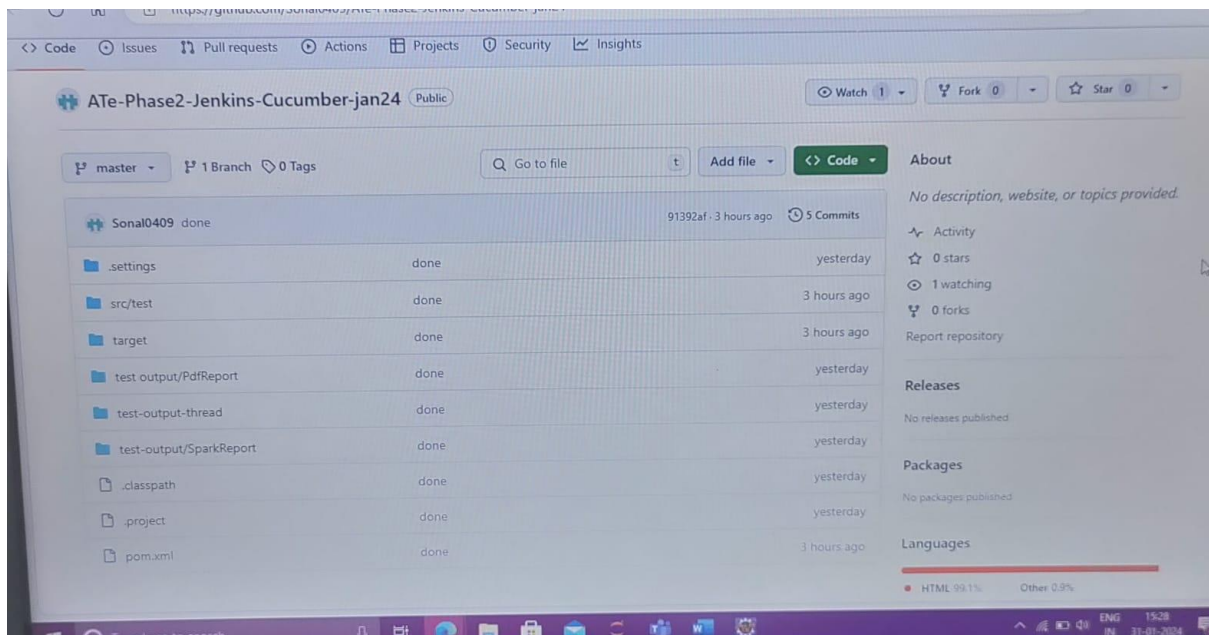 <> Code Issues Pull requests Actions Projects Security Insights
ATe-Phase2-Jenkins-Cucumber-jan24 Public
Watch 1 Fork 0 Star 0
master 1 Branch 0 Tags
Go to file t Add file <> Code
Sonal0409 done 91392af · 3 hours ago 5 Commits
.settings done yesterday
src/test done 3 hours ago
target done 3 hours ago
test output/PdfReport done yesterday
test-output-thread done yesterday
test-output/SparkReport done yesterday
.classpath done yesterday
.project done yesterday
pom.xml done 3 hours ago
About
No description, website, or topics provided.
Activity
0 stars
1 watching
0 forks
Report repository
Releases
No releases published
Packages
No packages published
Languages
HTML 99.1% Other 0.9%
ENG 15:28
IN 31-01-2024